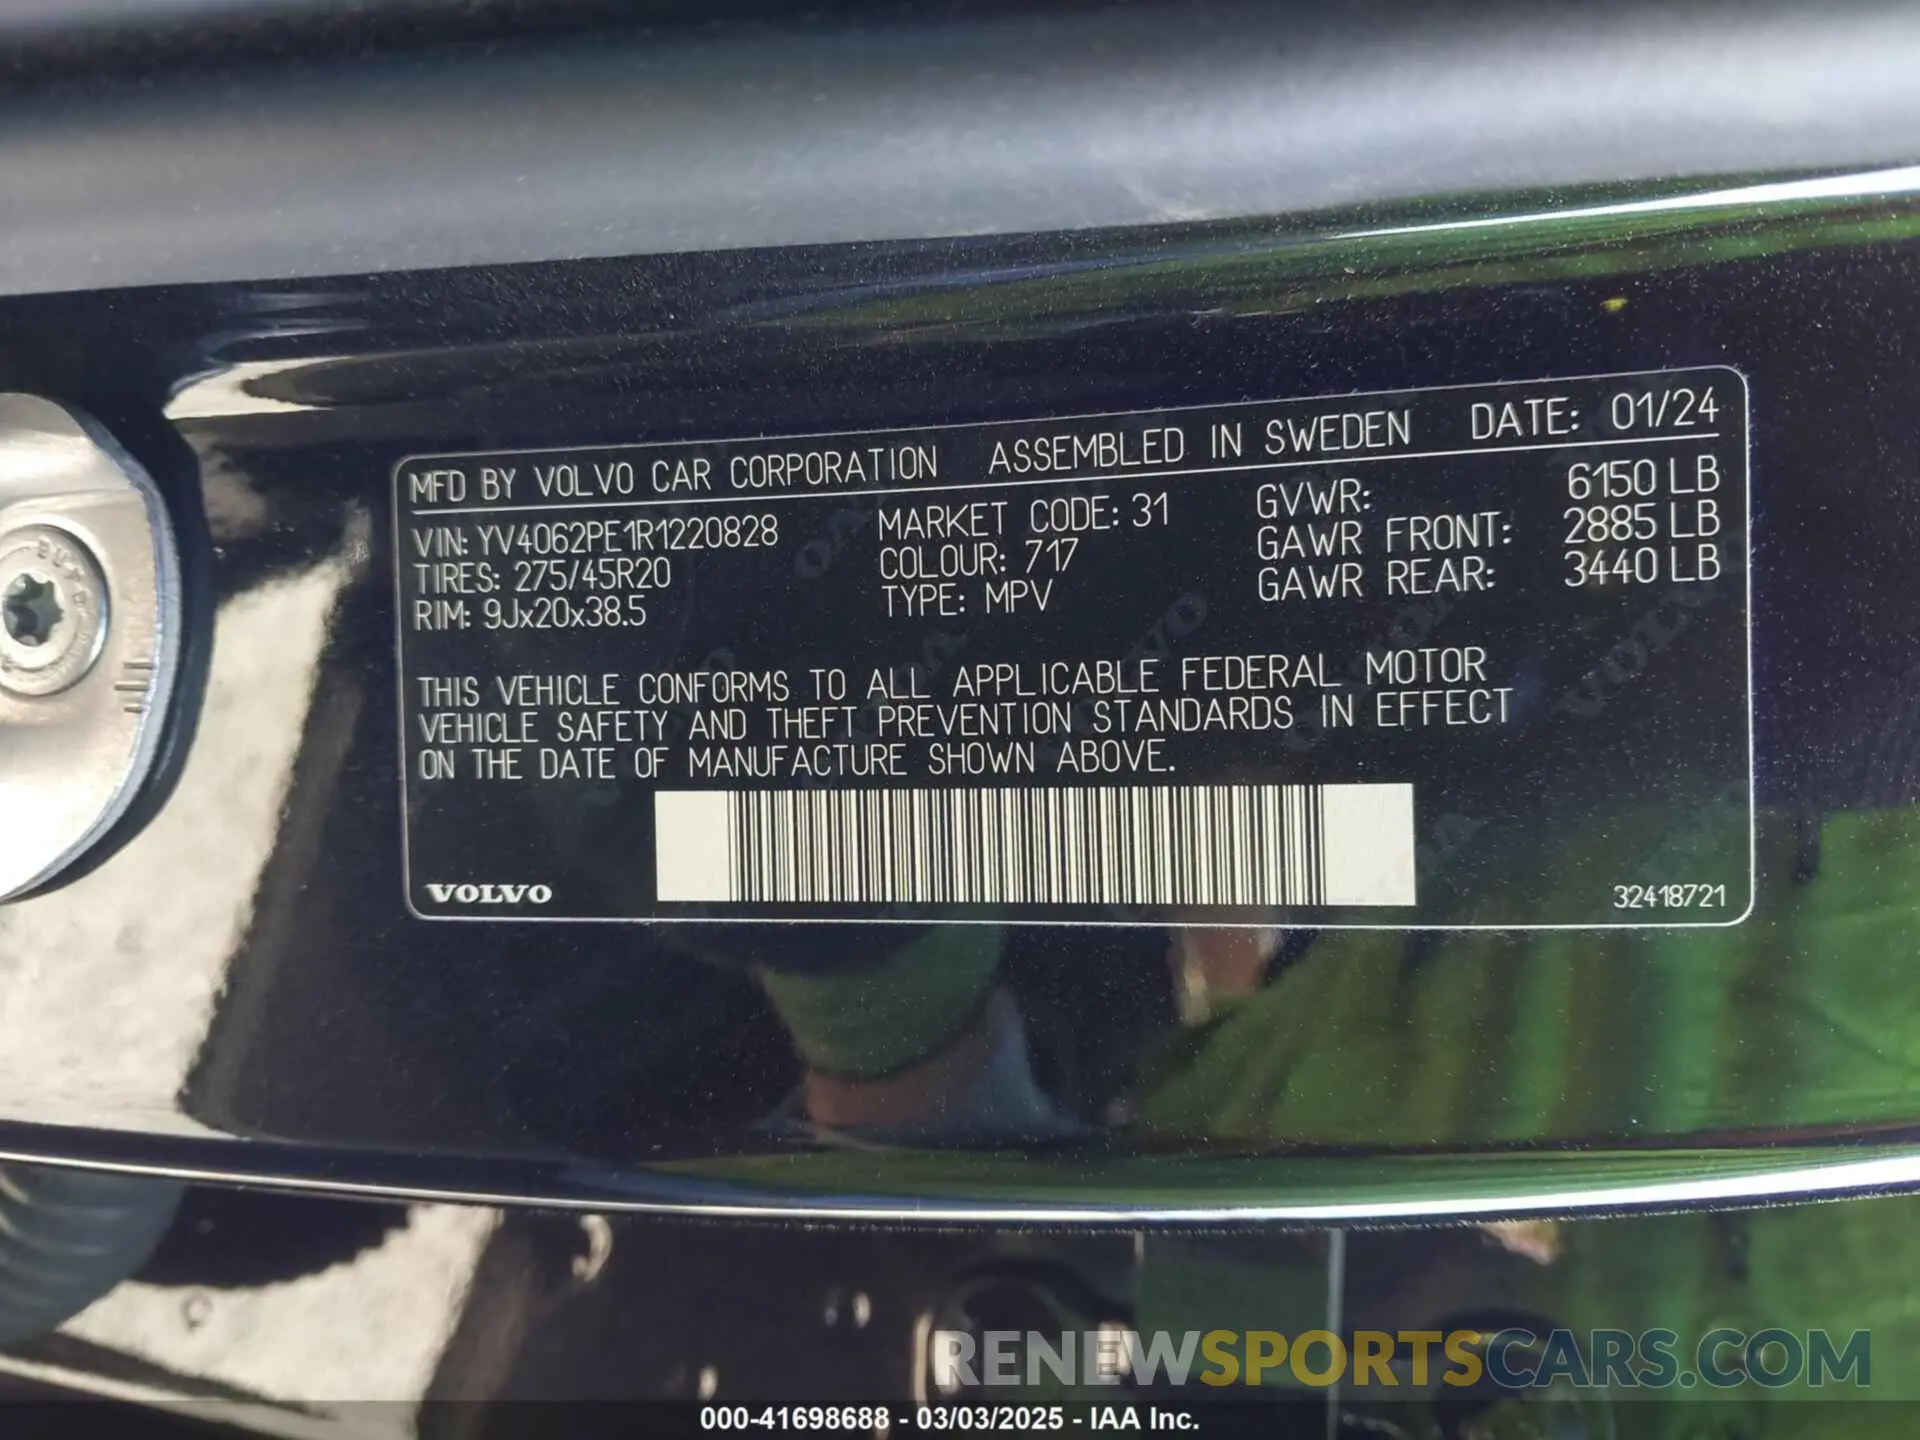 MFD BY VOLVO CAR CORPORATION ASSEMBLED IN SWEDEN DATE: 01/24
VIN: YV4062PE1R1220828 MARKET CODE: 31 GVWR: 6150 LB
TIRES: 275/45R20 COLOUR: 717 GAWR FRONT: 2885 LB
RIM: 9Jx20x38.5 TYPE: MPV GAWR REAR: 3440 LB
THIS VEHICLE CONFORMS TO ALL APPLICABLE FEDERAL MOTOR
VEHICLE SAFETY AND THEFT PREVENTION STANDARDS IN EFFECT
ON THE DATE OF MANUFACTURE SHOWN ABOVE.
VOLVO
32418721
RENEWSPORTSCARS.COM
000-41698688 - 03/03/2025 - IAA Inc.